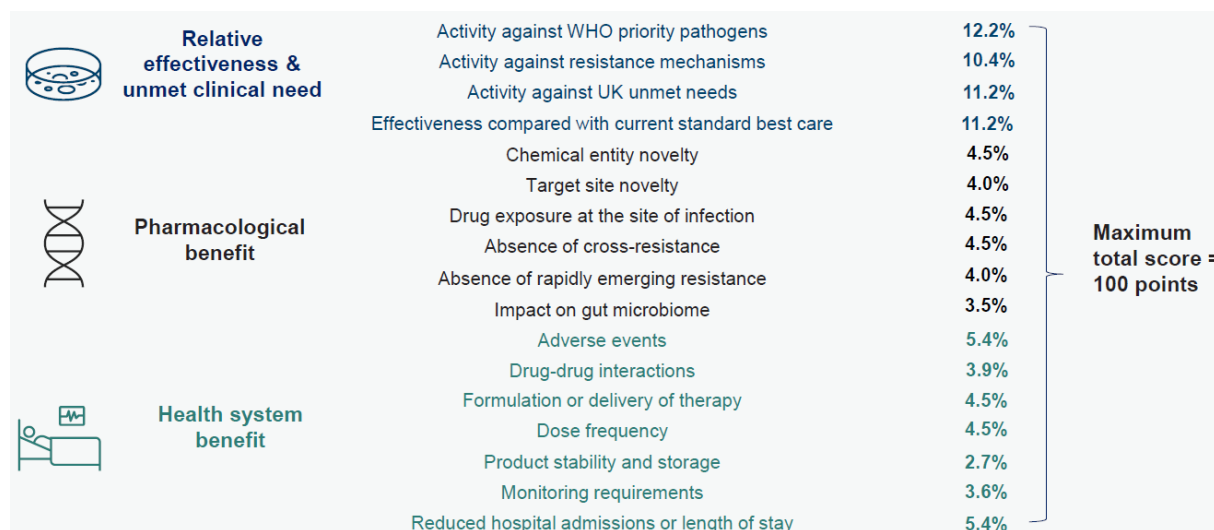 Relative
effectiveness &
unmet clinical need
Activity against WHO priority pathogens 12.2%
Activity against resistance mechanisms 10.4%
Activity against UK unmet needs 11.2%
Effectiveness compared with current standard best care 11.2%
Pharmacological
benefit
Chemical entity novelty 4.5%
Target site novelty 4.0%
Drug exposure at the site of infection 4.5%
Absence of cross-resistance 4.5%
Absence of rapidly emerging resistance 4.0%
Impact on gut microbiome 3.5%
Health system
benefit
Adverse events 5.4%
Drug-drug interactions 3.9%
Formulation or delivery of therapy 4.5%
Dose frequency 4.5%
Product stability and storage 2.7%
Monitoring requirements 3.6%
Reduced hospital admissions or length of stay 5.4%
Maximum
total score =
100 points